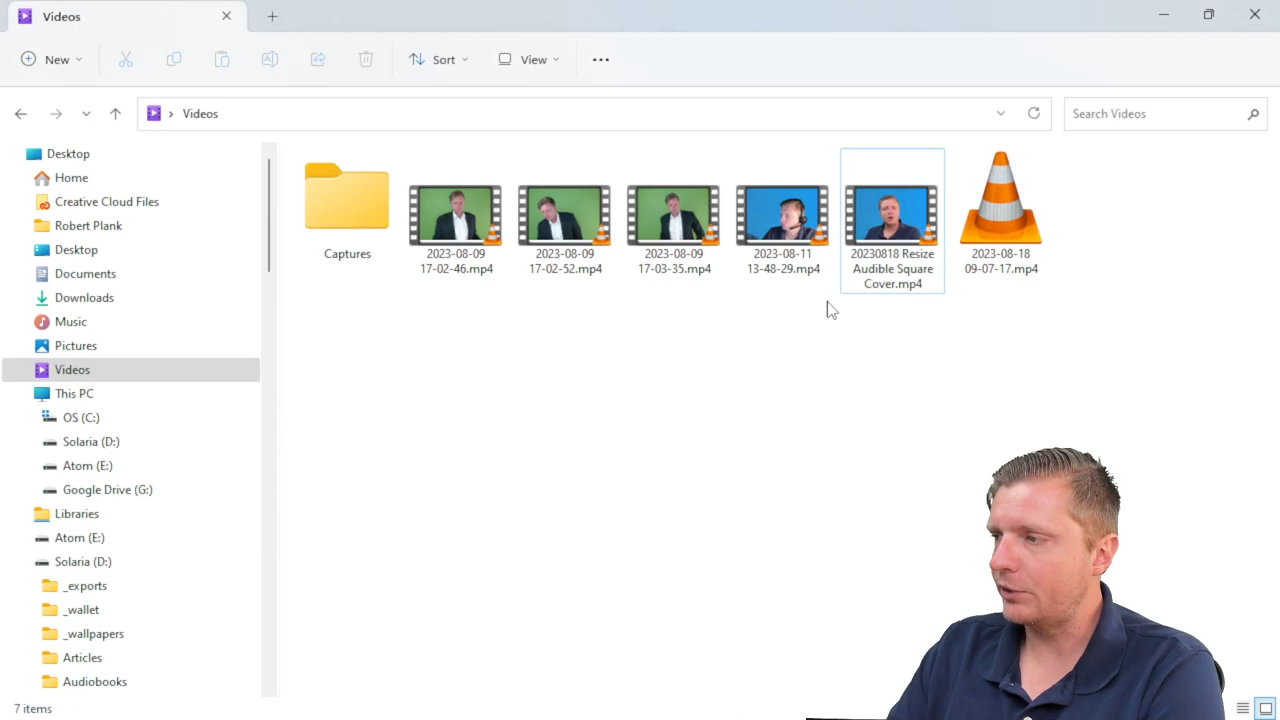 Videos
New
Sort
View
Videos
Search Videos
Desktop
Home
Creative Cloud Files
Robert Plank
Desktop
Documents
Downloads
Music
Pictures
Videos
This PC
OS (C:)
Solaria (D:)
Atom (E:)
Google Drive (G:)
Libraries
Atom (E:)
Solaria (D:)
_exports
_wallet
_wallpapers
Articles
Audiobooks
Captures
2023-08-09
17-02-46.mp4
2023-08-09
17-02-52.mp4
2023-08-09
17-03-35.mp4
2023-08-11
13-48-29.mp4
20230818 Resize
Audible Square
Cover.mp4
2023-08-18
09-07-17.mp4
7 items